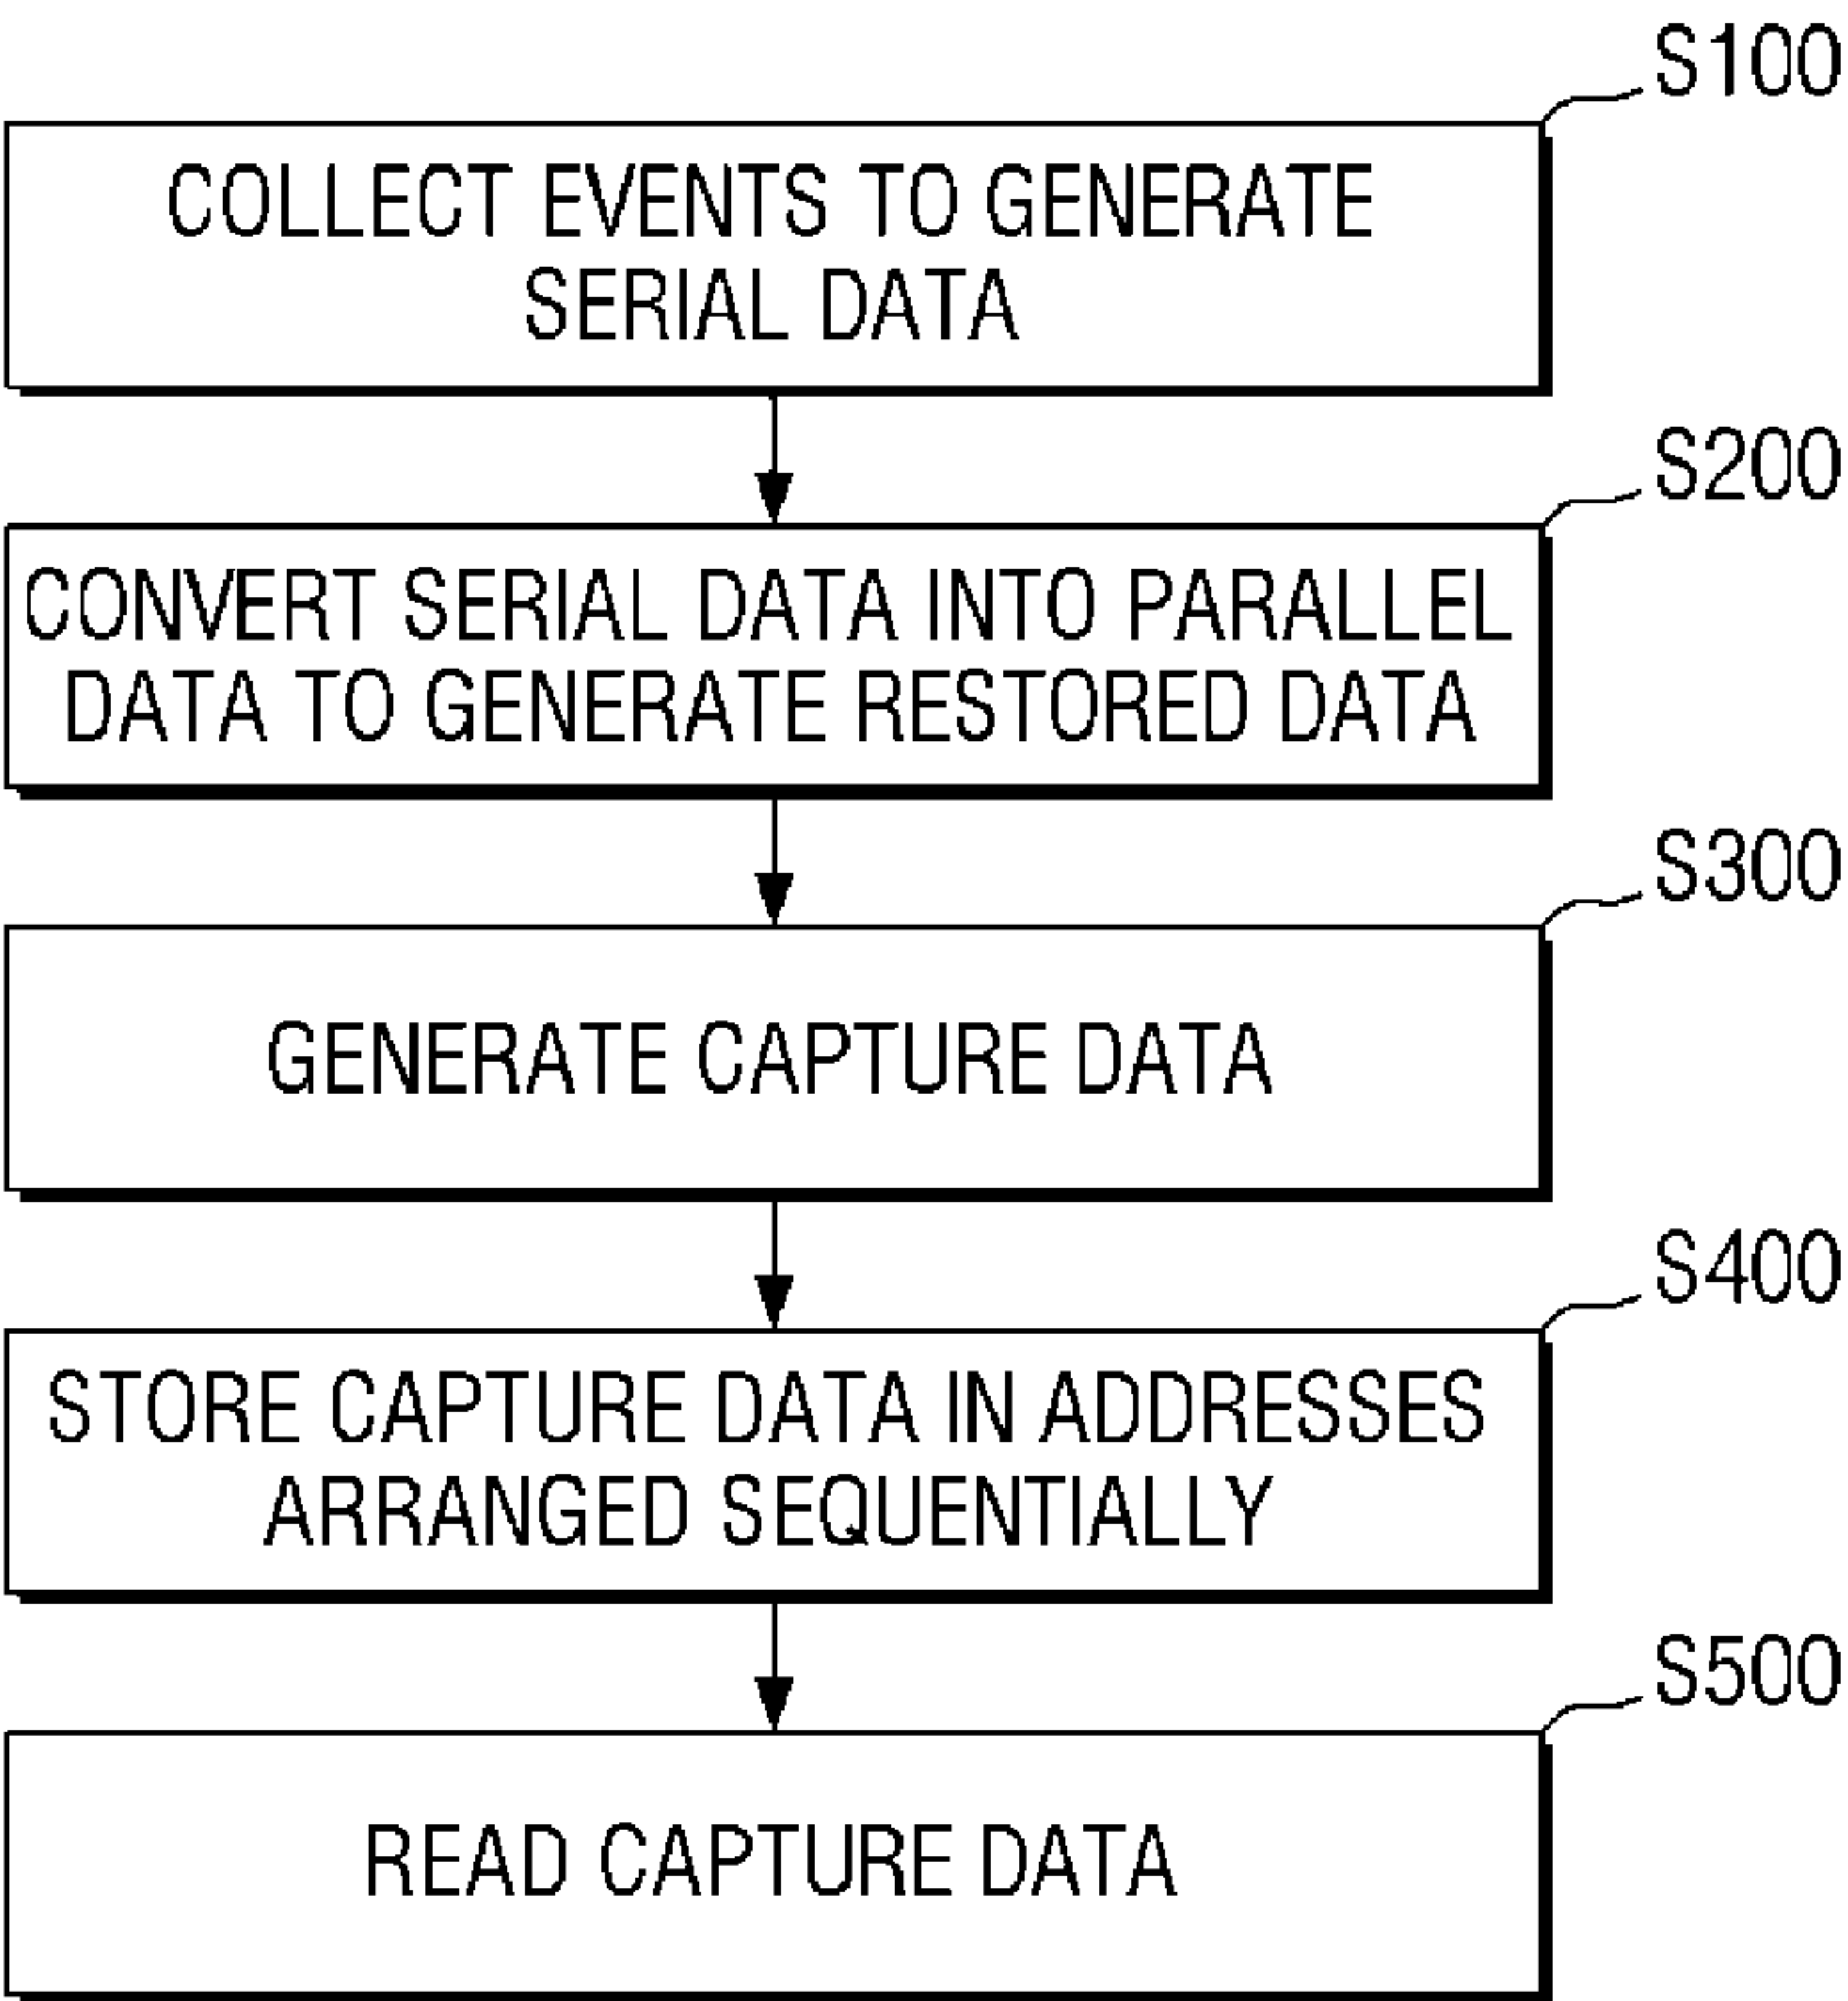 S100
COLLECT EVENTS TO GENERATE
SERIAL DATA
S200
CONVERT SERIAL DATA INTO PARALLEL
DATA TO GENERATE RESTORED DATA
S300
GENERATE CAPTURE DATA
S400
STORE CAPTURE DATA IN ADDRESSES
ARRANGED SEQUENTIALLY
S500
READ CAPTURE DATA